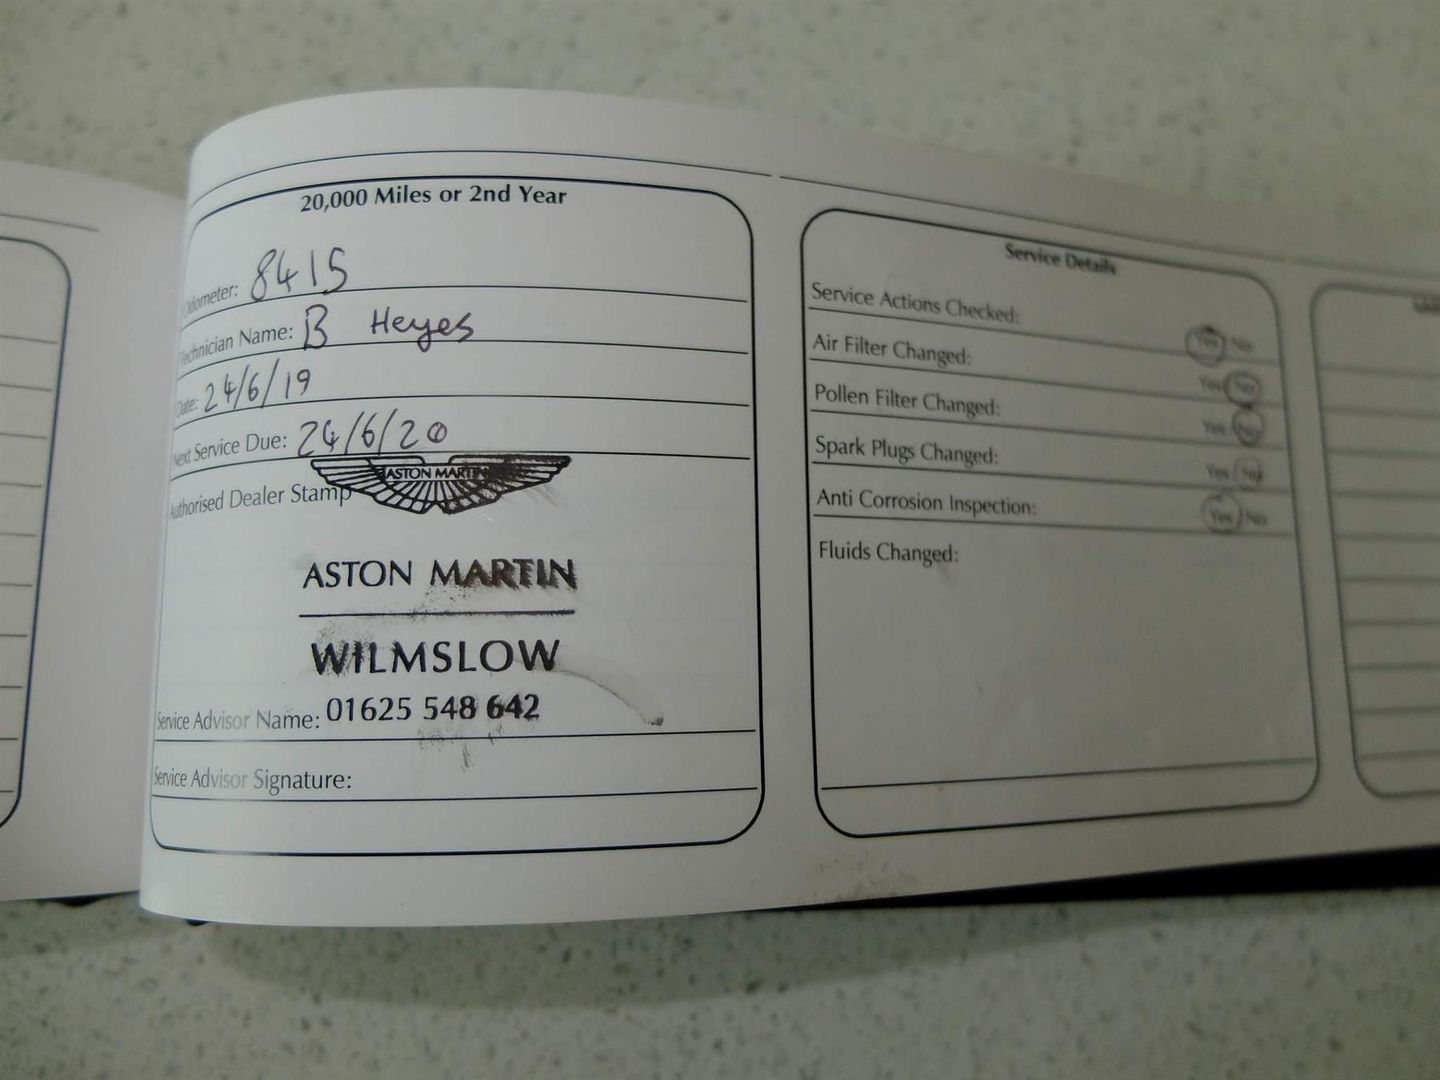 20,000 Miles or 2nd Year
Odometer: 8415
Technician Name: B Heyes
Date: 24/6/19
Next Service Due: 24/6/20
ASTON MARTIN
Authorised Dealer Stamp
ASTON MARTIN
WILMSLOW
01625 548 642
Service Advisor Name:
Service Advisor Signature:
Service Details
Service Actions Checked: Yes / No
Air Filter Changed: Yes / No
Pollen Filter Changed: Yes / No
Spark Plugs Changed: Yes / No
Anti Corrosion Inspection: Yes / No
Fluids Changed: